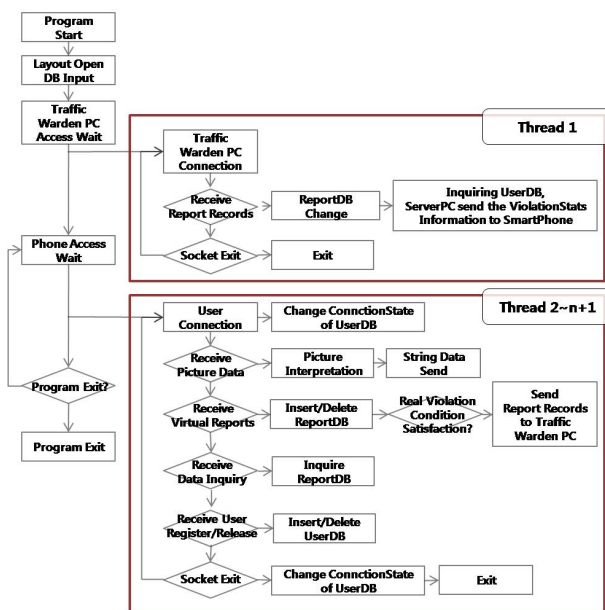 Program
Start
Layout Open
DB Input
Traffic
Warden PC
Access Wait
Phone Access
Wait
Program Exit?
Program Exit
Thread 1
Traffic
Warden PC
Connection
Receive
Report Records
ReportDB
Change
Inquiring UserDB,
ServerPC send the ViolationStats
Information to SmartPhone
Socket Exit
Exit
Thread 2~n+1
User
Connection
Change ConnctionState
of UserDB
Receive
Picture Data
Picture
Interpretation
String Data
Send
Receive
Virtual Reports
Insert/Delete
ReportDB
Real Violation
Condition
Satisfaction?
Send
Report Records
to Traffic
Warden PC
Receive
Data Inquiry
Inquire
ReportDB
Receive User
Register/Release
Insert/Delete
UserDB
Socket Exit
Change ConnctionState
of UserDB
Exit